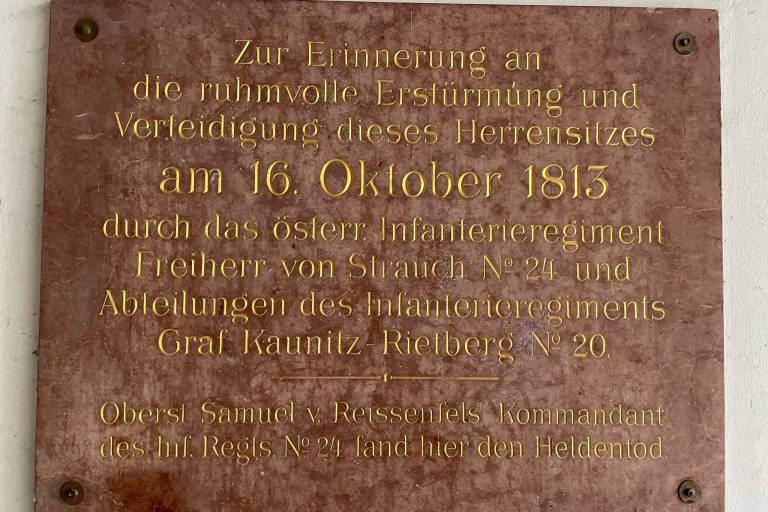 Zur Erinnerung an
die ruhmvolle Erstürmung und
Verteidigung dieses Herrensitzes
am 16. Oktober 1813
durch das österr. Infanterieregiment
Freiherr von Strauch Nº 24 und
Abteilungen des Infanterieregiments
Graf Kaunitz-Rietberg Nº 20.
Oberst Samuel v. Reissenfels, Kommandant
des Inf. Regts. Nº 24 fand hier den Heldentod.